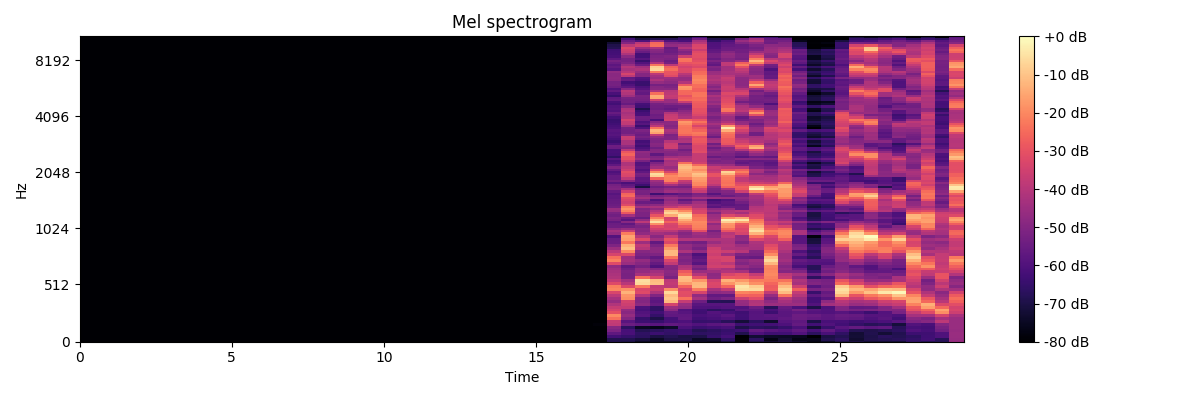 Mel spectrogram
+0 dB
8192
-10 dB
4096
-20 dB
-30 dB
2048
Hz
-40 dB
1024
-50 dB
-60 dB
512
-70 dB
0
-80 dB
0 5 10 15 20 25
Time